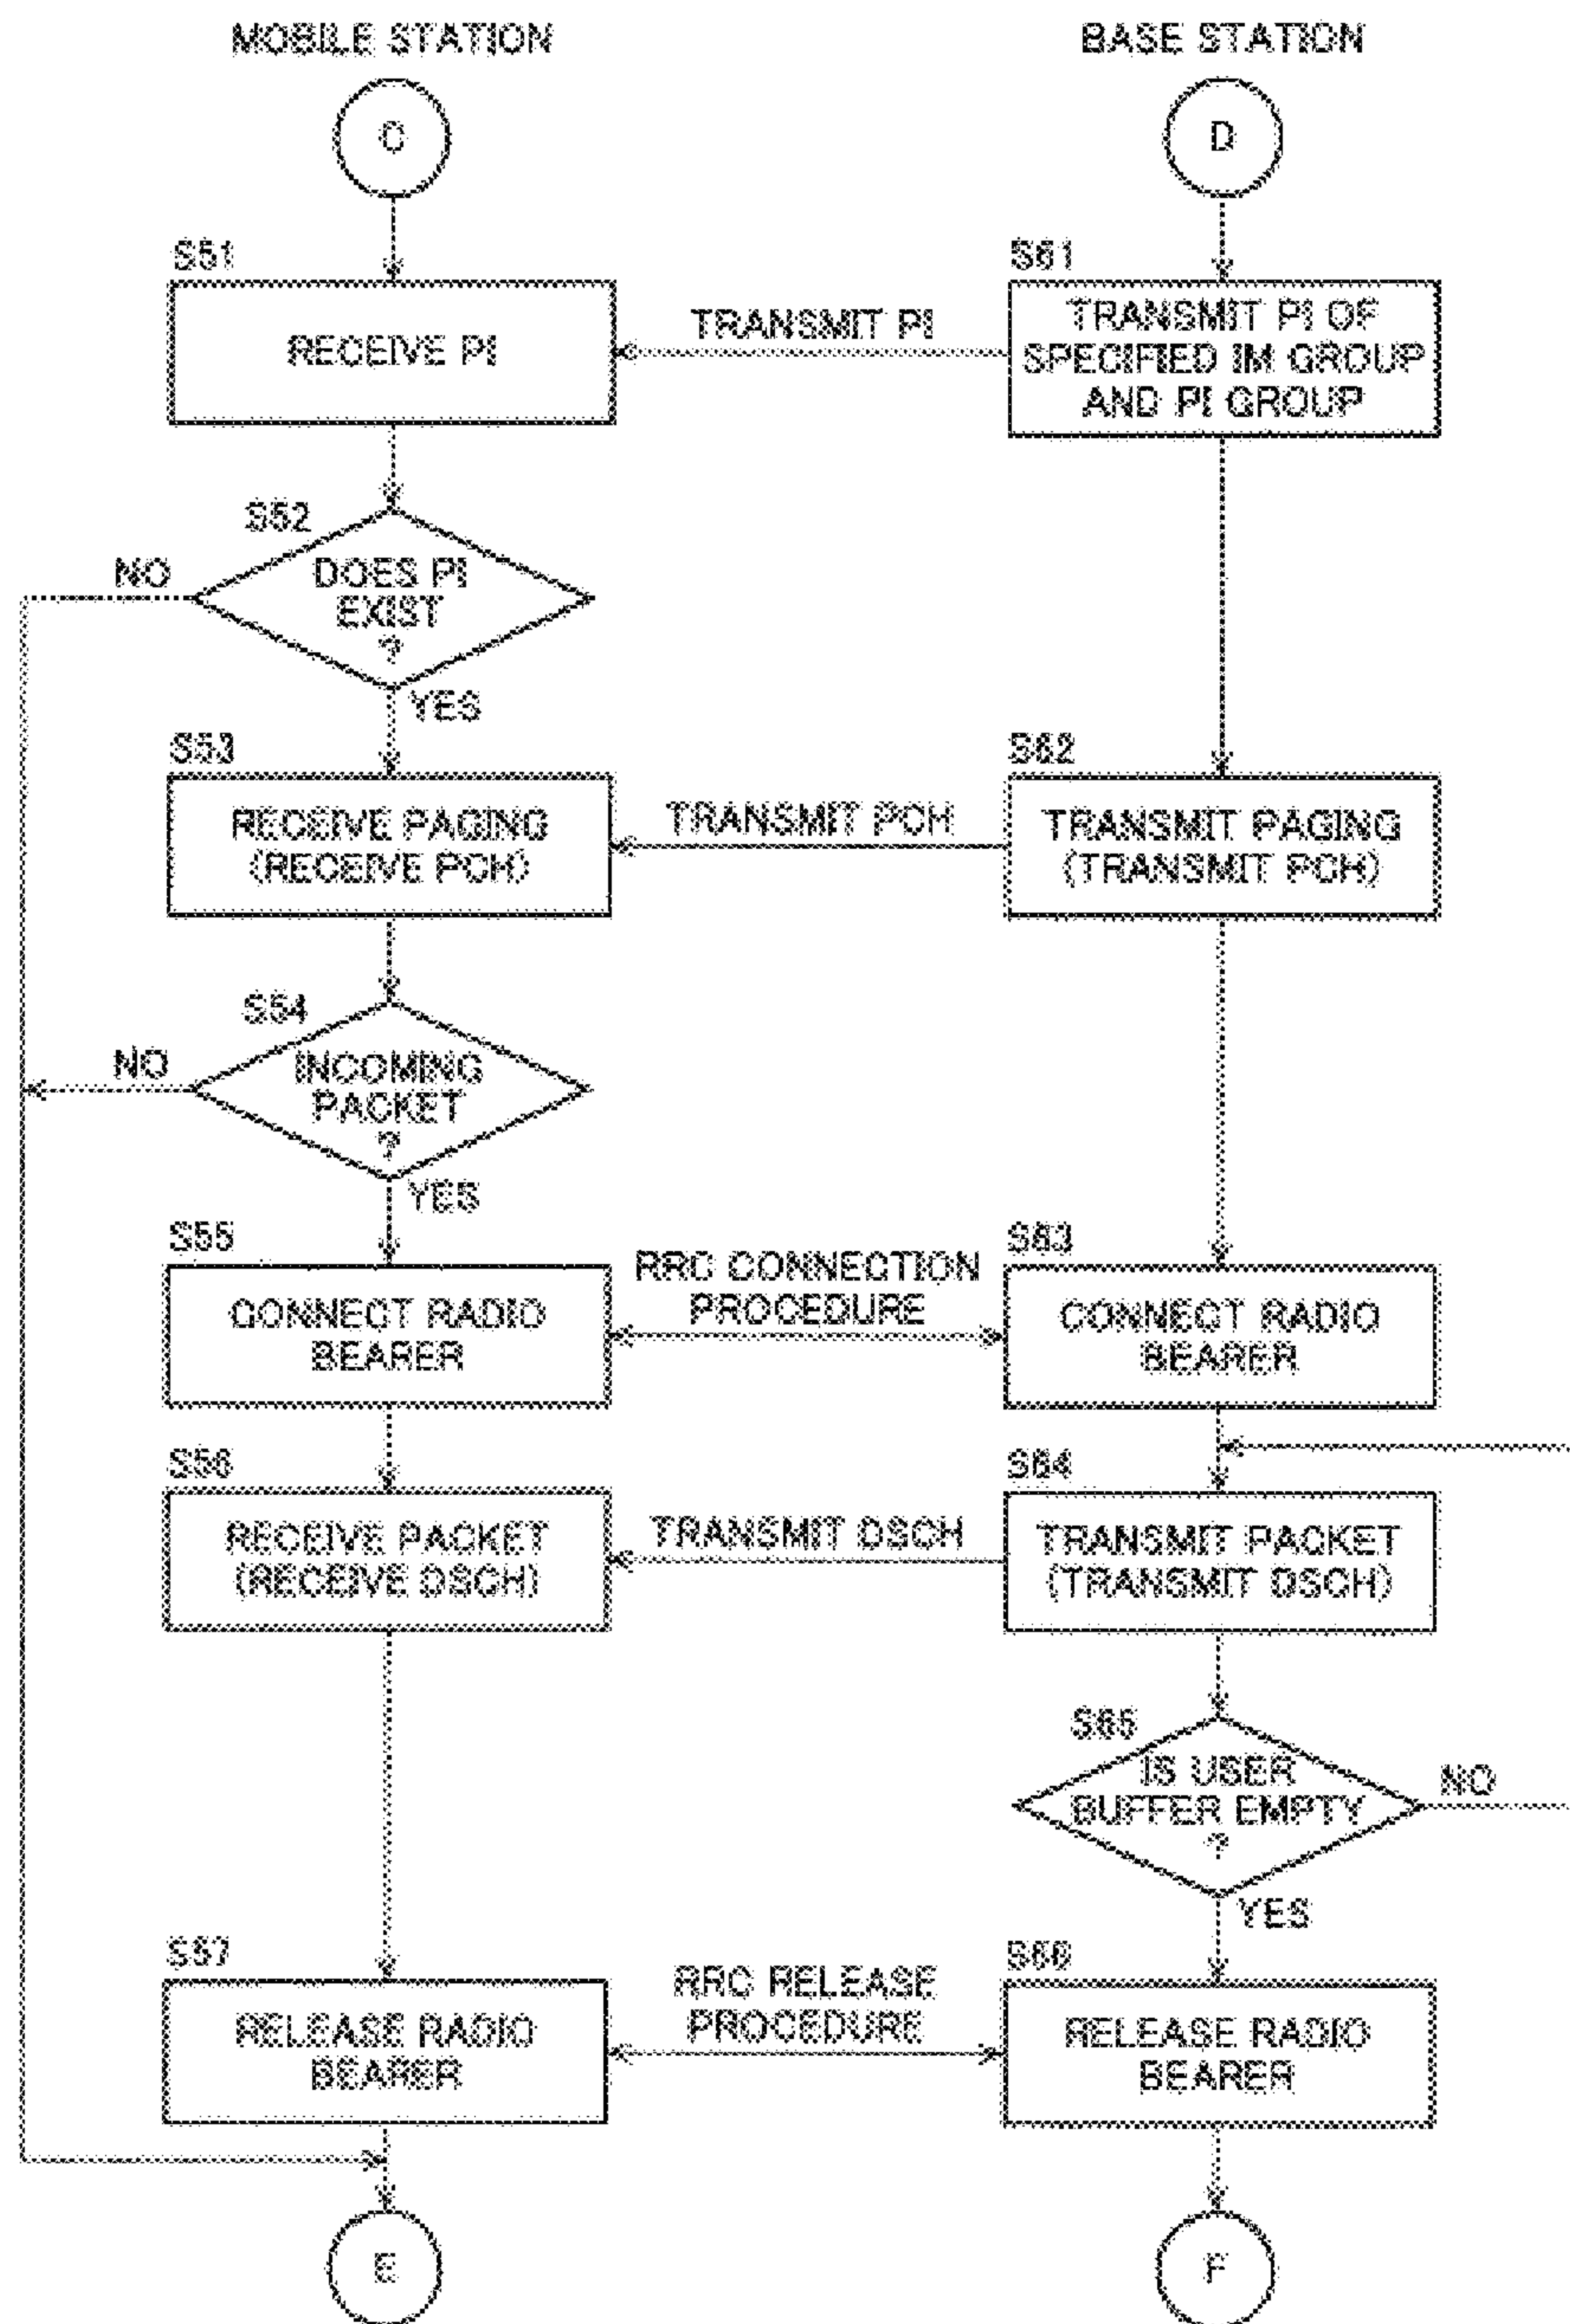 MOBILE STATION
BASE STATION
C
D
S51
S61
RECEIVE PI
TRANSMIT PI
TRANSMIT PI OF
SPECIFIED IM GROUP
AND PI GROUP
S52
NO
DOES PI
EXIST
?
YES
S53
S62
RECEIVE PAGING
(RECEIVE PCH)
TRANSMIT PCH
TRANSMIT PAGING
(TRANSMIT PCH)
S54
NO
INCOMING
PACKET
?
YES
S55
S63
CONNECT RADIO
BEARER
RRC CONNECTION
PROCEDURE
CONNECT RADIO
BEARER
S56
S64
RECEIVE PACKET
(RECEIVE DSCH)
TRANSMIT DSCH
TRANSMIT PACKET
(TRANSMIT DSCH)
S65
IS USER
BUFFER EMPTY
?
NO
YES
S57
S66
RELEASE RADIO
BEARER
RRC RELEASE
PROCEDURE
RELEASE RADIO
BEARER
E
F